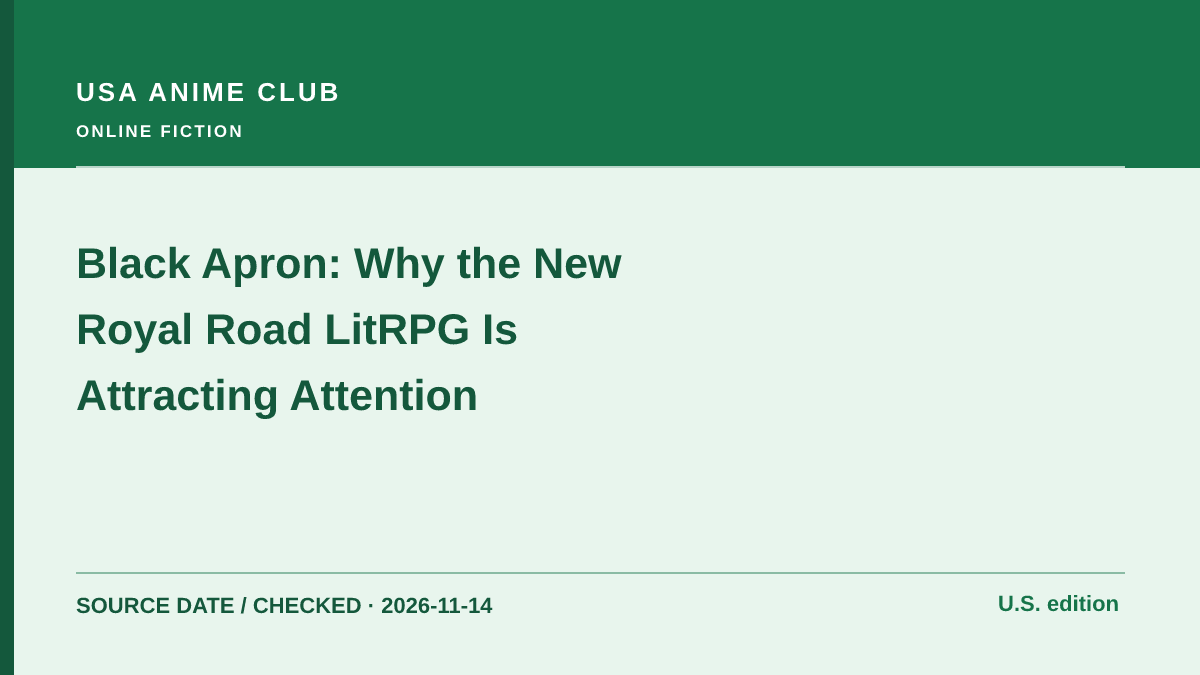 USA ANIME CLUB
ONLINE FICTION
Black Apron: Why the New
Royal Road LitRPG Is
Attracting Attention
SOURCE DATE / CHECKED · 2026-11-14
U.S. edition